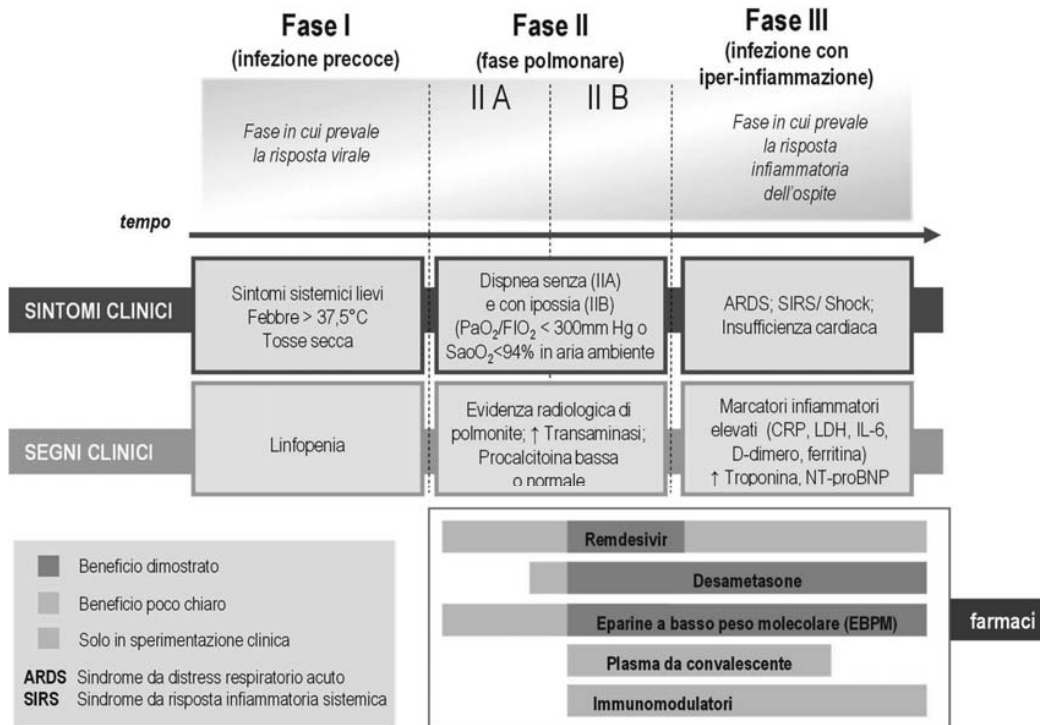 Fase I
(infezione precoce)
Fase II
(fase polmonare)
Fase III
(infezione con
iper-infiammazione)
II A
II B
Fase in cui prevale
la risposta virale
Fase in cui prevale
la risposta
infiammatoria
dell'ospite
tempo
SINTOMI CLINICI
Sintomi sistemici lievi
Febbre > 37,5°C
Tosse secca
Dispnea senza (IIA)
e con ipossia (IIB)
(PaO₂/FIO₂ < 300mm Hg o
SaoO₂<94% in aria ambiente
ARDS; SIRS/ Shock;
Insufficienza cardiaca
SEGNI CLINICI
Linfopenia
Evidenza radiologica di
polmonite; ↑ Transaminasi;
Procalcitoina bassa
o normale
Marcatori infiammatori
elevati (CRP, LDH, IL-6,
D-dimero, ferritina)
↑ Troponina, NT-proBNP
Beneficio dimostrato
Beneficio poco chiaro
Solo in sperimentazione clinica
ARDS Sindrome da distress respiratorio acuto
SIRS Sindrome da risposta infiammatoria sistemica
Remdesivir
Desametasone
Eparine a basso peso molecolare (EBPM)
Plasma da convalescente
Immunomodulatori
farmaci